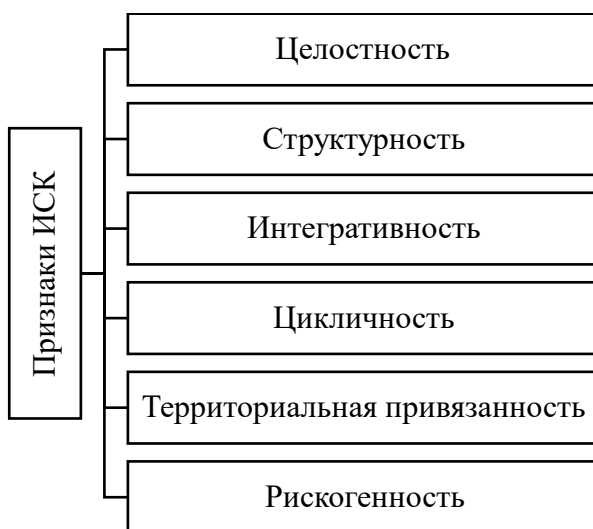 Признаки ИСК
Целостность
Структурность
Интегративность
Цикличность
Территориальная привязанность
Рискогенность